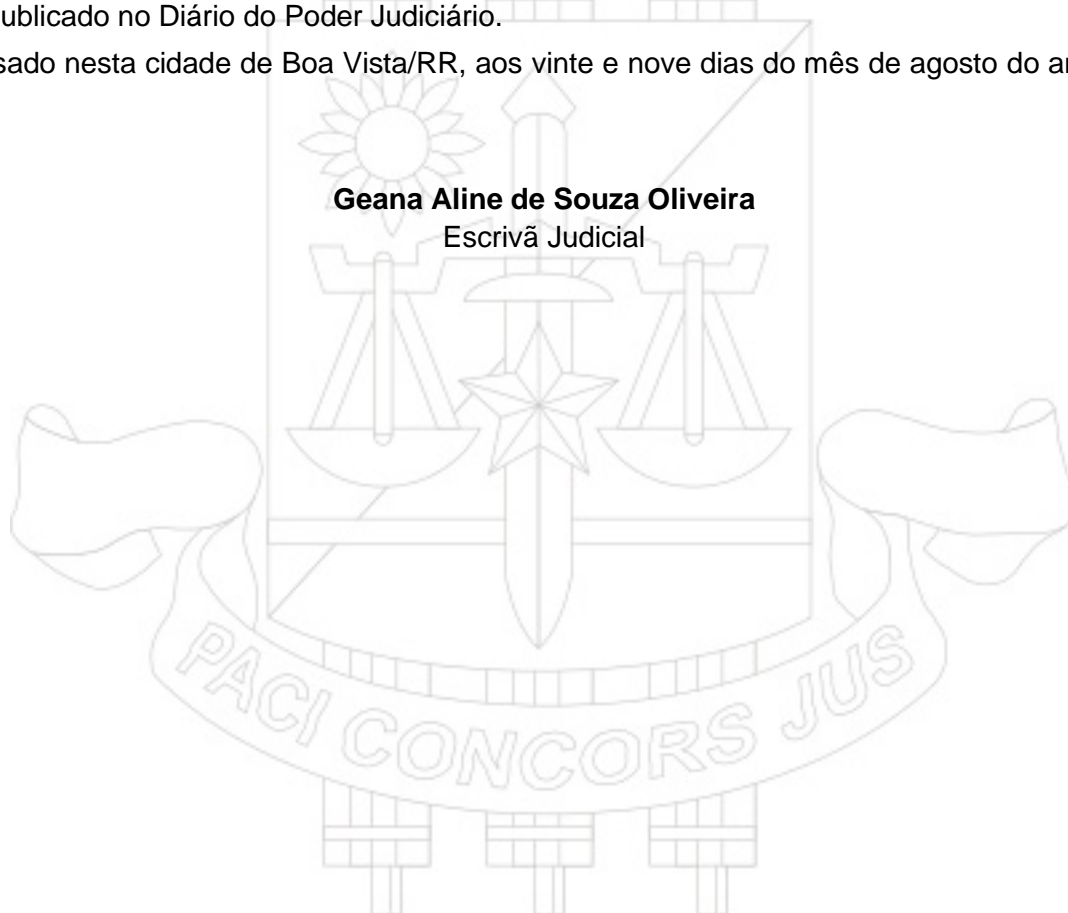 ublicado no Diário do Poder Judiciário.
sado nesta cidade de Boa Vista/RR, aos vinte e nove dias do mês de agosto do a
Geana Aline de Souza Oliveira
Escrivã Judicial
PACI CONCORS JUS